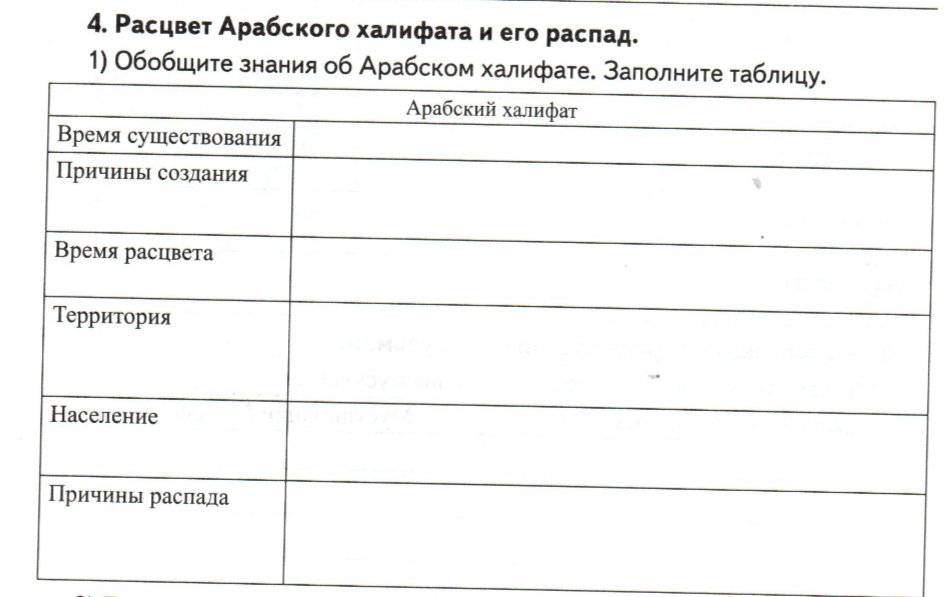 4. Расцвет Арабского халифата и его распад.
1) Обобщите знания об Арабском халифате. Заполните таблицу.
Арабский халифат
Время существования
Причины создания
Время расцвета
Территория
Население
Причины распада